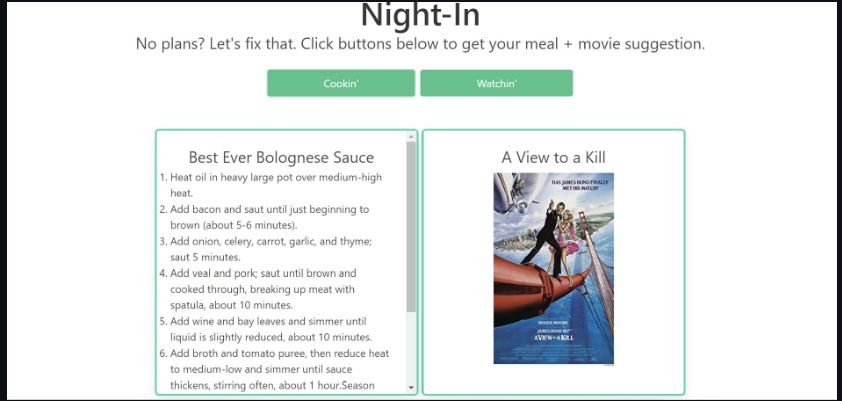 Night-In
No plans? Let's fix that. Click buttons below to get your meal + movie suggestion.
Cookin'
Watchin'
Best Ever Bolognese Sauce
1. Heat oil in heavy large pot over medium-high
heat.
2. Add bacon and saut until just beginning to
brown (about 5-6 minutes).
3. Add onion, celery, carrot, garlic, and thyme;
saut 5 minutes.
4. Add veal and pork; saut until brown and
cooked through, breaking up meat with
spatula, about 10 minutes.
5. Add wine and bay leaves and simmer until
liquid is slightly reduced, about 10 minutes.
6. Add broth and tomato puree, then reduce heat
to medium-low and simmer until sauce
thickens, stirring often, about 1 hour.Season
A View to a Kill
HAS JAMES BOND FINALLY
MET HIS MATCH?
ROGER MOORE
JAMES BOND 007
A VIEW TO A KILL